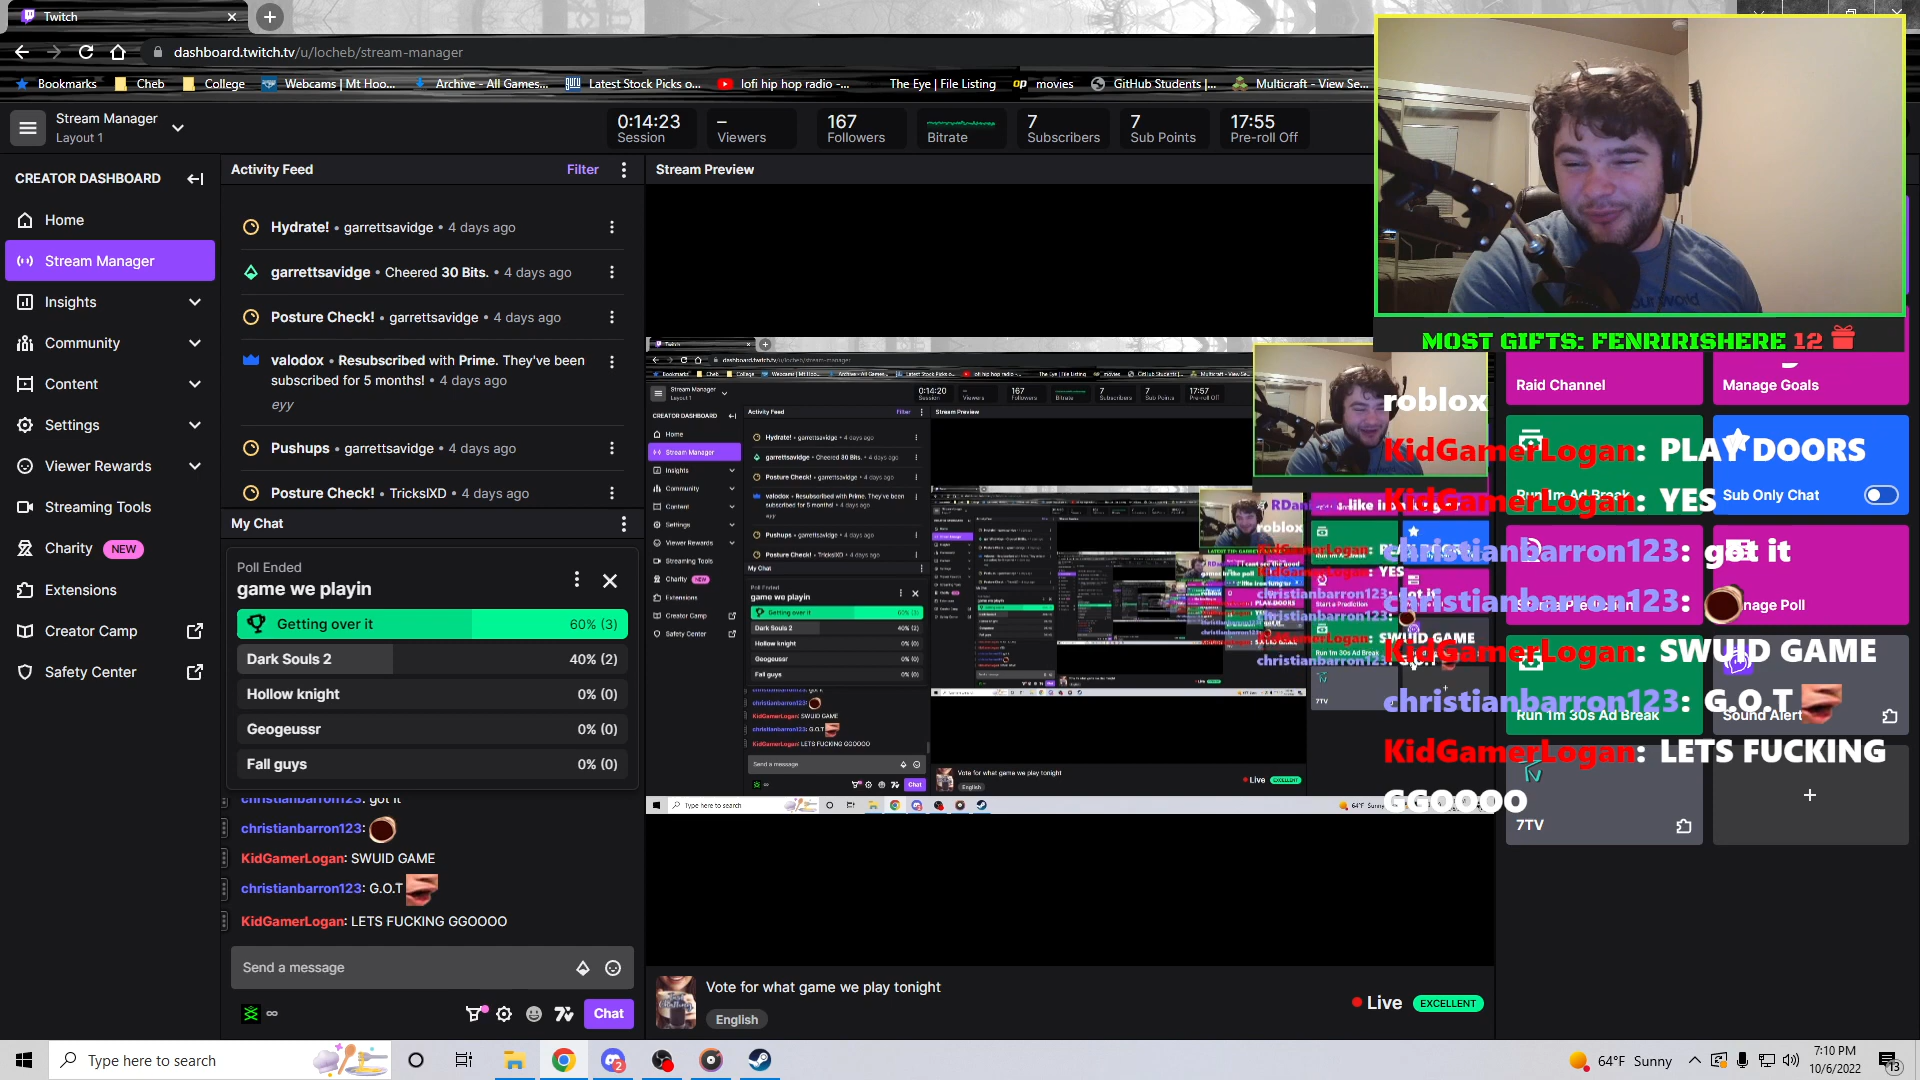 Twitch
dashboard.twitch.tv/u/locheb/stream-manager
Bookmarks Cheb College Webcams | Mt Hoo... Archive - All Games... Latest Stock Picks o... lofi hip hop radio -... The Eye | File Listing movies GitHub Students |... Multicraft - View Se...
Stream Manager
Layout 1
0:14:23 – 167 7 7 17:55
Session Viewers Followers Bitrate Subscribers Sub Points Pre-roll Off
CREATOR DASHBOARD
Home
Stream Manager
Insights
Community
Content
Settings
Viewer Rewards
Streaming Tools
Charity NEW
Extensions
Creator Camp
Safety Center
Activity Feed Filter
Hydrate! • garrettsavidge • 4 days ago
garrettsavidge • Cheered 30 Bits. • 4 days ago
Posture Check! • garrettsavidge • 4 days ago
valodox • Resubscribed with Prime. They've been
subscribed for 5 months! • 4 days ago
eyy
Pushups • garrettsavidge • 4 days ago
Posture Check! • TricksIXD • 4 days ago
My Chat
Poll Ended
game we playin
Getting over it 60% (3)
Dark Souls 2 40% (2)
Hollow knight 0% (0)
Geogeussr 0% (0)
Fall guys 0% (0)
christianbarron123: got it
christianbarron123:
KidGamerLogan: SWUID GAME
christianbarron123: G.O.T
KidGamerLogan: LETS FUCKING GGOOOO
Send a message
∞
Chat
Stream Preview
Vote for what game we play tonight
English
Live EXCELLENT
MOST GIFTS: FENRIRISHERE 12
Raid Channel Manage Goals
Run 1m Ad Break Sub Only Chat
Run 1m 30s Ad Break Sound Alert
7TV
+
roblox
KidGamerLogan: PLAY DOORS
KidGamerLogan: YES
christianbarron123: got it
christianbarron123:
KidGamerLogan: SWUID GAME
christianbarron123: G.O.T
KidGamerLogan: LETS FUCKING
GGOOOO
Type here to search
64°F Sunny
7:10 PM
10/6/2022
13